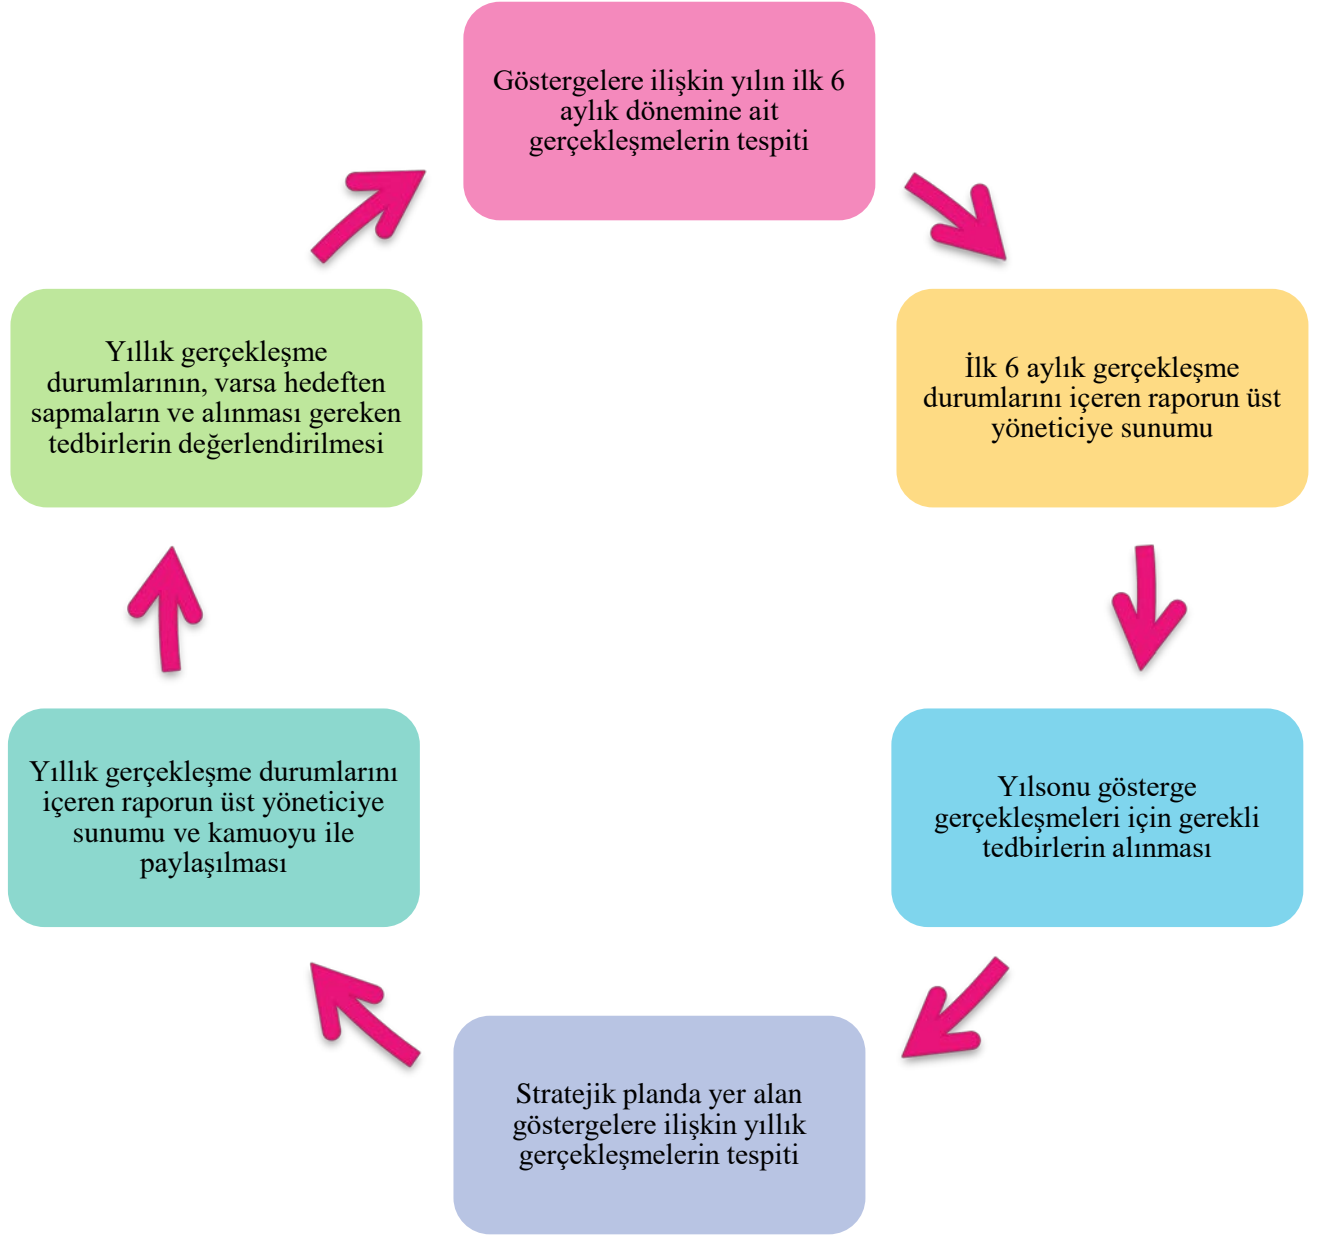 Göstergelere ilişkin yılın ilk 6
aylık dönemine ait
gerçekleşmelerin tespiti
İlk 6 aylık gerçekleşme
durumlarını içeren raporun üst
yöneticiye sunumu
Yılsonu gösterge
gerçekleşmeleri için gerekli
tedbirlerin alınması
Stratejik planda yer alan
göstergelere ilişkin yıllık
gerçekleşmelerin tespiti
Yıllık gerçekleşme durumlarını
içeren raporun üst yöneticiye
sunumu ve kamuoyu ile
paylaşılması
Yıllık gerçekleşme
durumlarının, varsa hedeften
sapmaların ve alınması gereken
tedbirlerin değerlendirilmesi